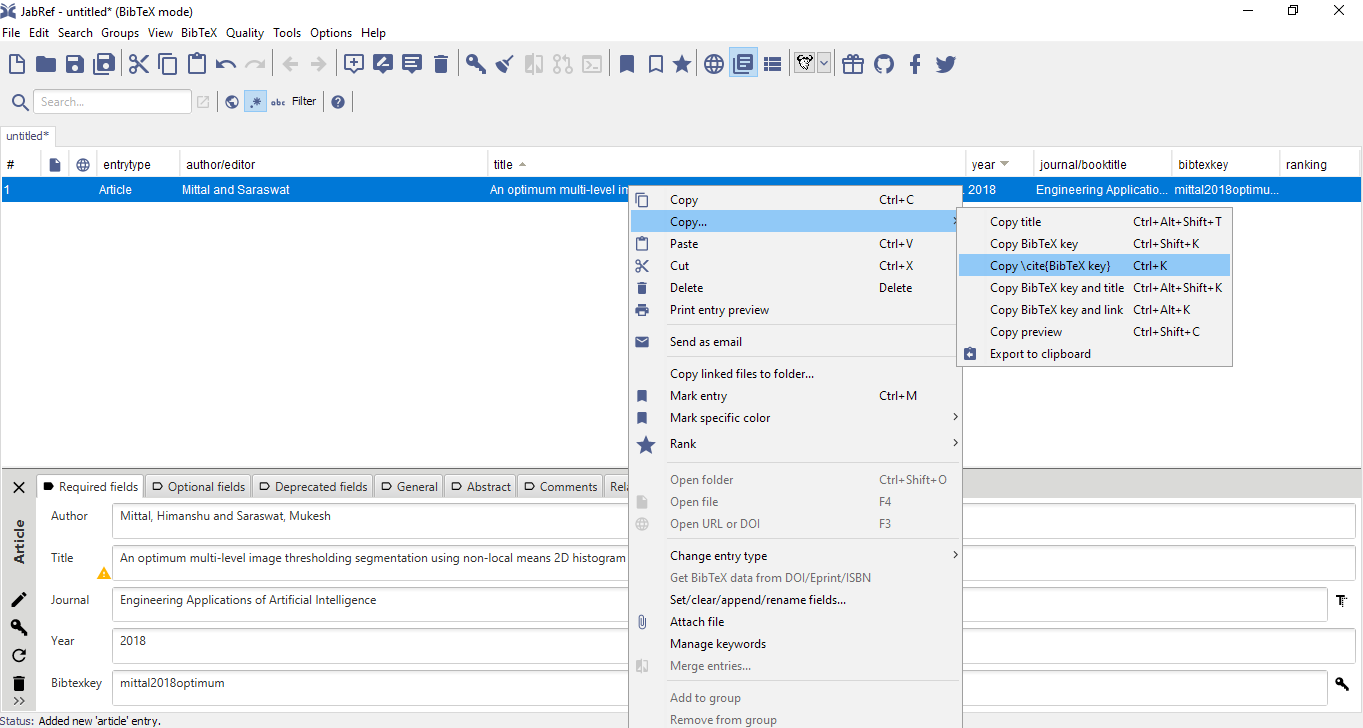 JabRef - untitled* (BibTeX mode)
File Edit Search Groups View BibTeX Quality Tools Options Help
Search... abc Filter
untitled*
# entrytype author/editor title year journal/booktitle bibtexkey ranking
1 Article Mittal and Saraswat An optimum multi-level im 2018 Engineering Applicatio... mittal2018optimu...
Copy Ctrl+C
Copy...
Paste Ctrl+V
Cut Ctrl+X
Delete Delete
Print entry preview
Send as email
Copy linked files to folder...
Mark entry Ctrl+M
Mark specific color
Rank
Open folder Ctrl+Shift+O
Open file F4
Open URL or DOI F3
Change entry type
Get BibTeX data from DOI/Eprint/ISBN
Set/clear/append/rename fields...
Attach file
Manage keywords
Merge entries...
Add to group
Remove from group
Copy title Ctrl+Alt+Shift+T
Copy BibTeX key Ctrl+Shift+K
Copy \cite{BibTeX key} Ctrl+K
Copy BibTeX key and title Ctrl+Alt+Shift+K
Copy BibTeX key and link Ctrl+Alt+K
Copy preview Ctrl+Shift+C
Export to clipboard
Required fields Optional fields Deprecated fields General Abstract Comments Rela
Article
Author Mittal, Himanshu and Saraswat, Mukesh
Title An optimum multi-level image thresholding segmentation using non-local means 2D histogram
Journal Engineering Applications of Artificial Intelligence
Year 2018
Bibtexkey mittal2018optimum
Status: Added new 'article' entry.